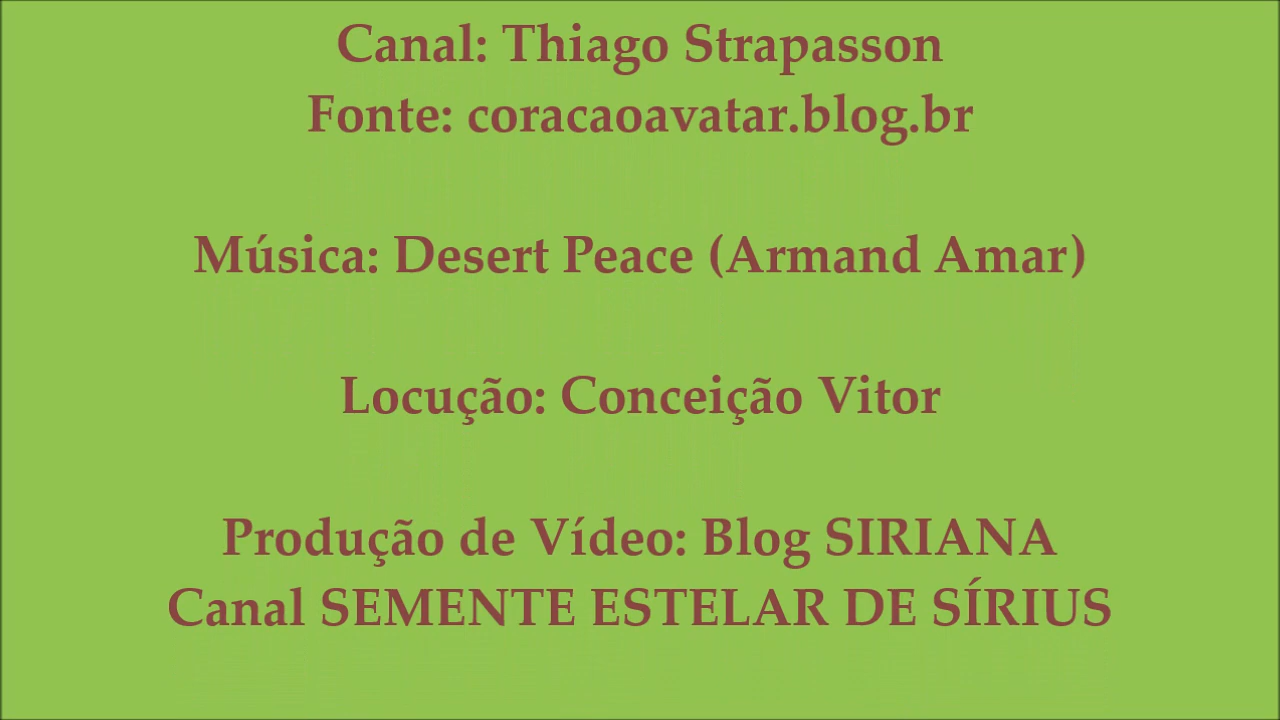 Canal: Thiago Strapasson
Fonte: coracaoavatar.blog.br
Música: Desert Peace (Armand Amar)
Locução: Conceição Vitor
Produção de Vídeo: Blog SIRIANA
Canal SEMENTE ESTELAR DE SÍRIUS